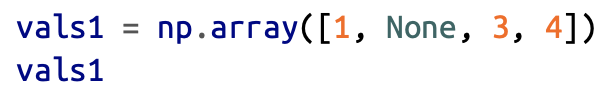 vals1 = np.array([1, None, 3, 4])
vals1